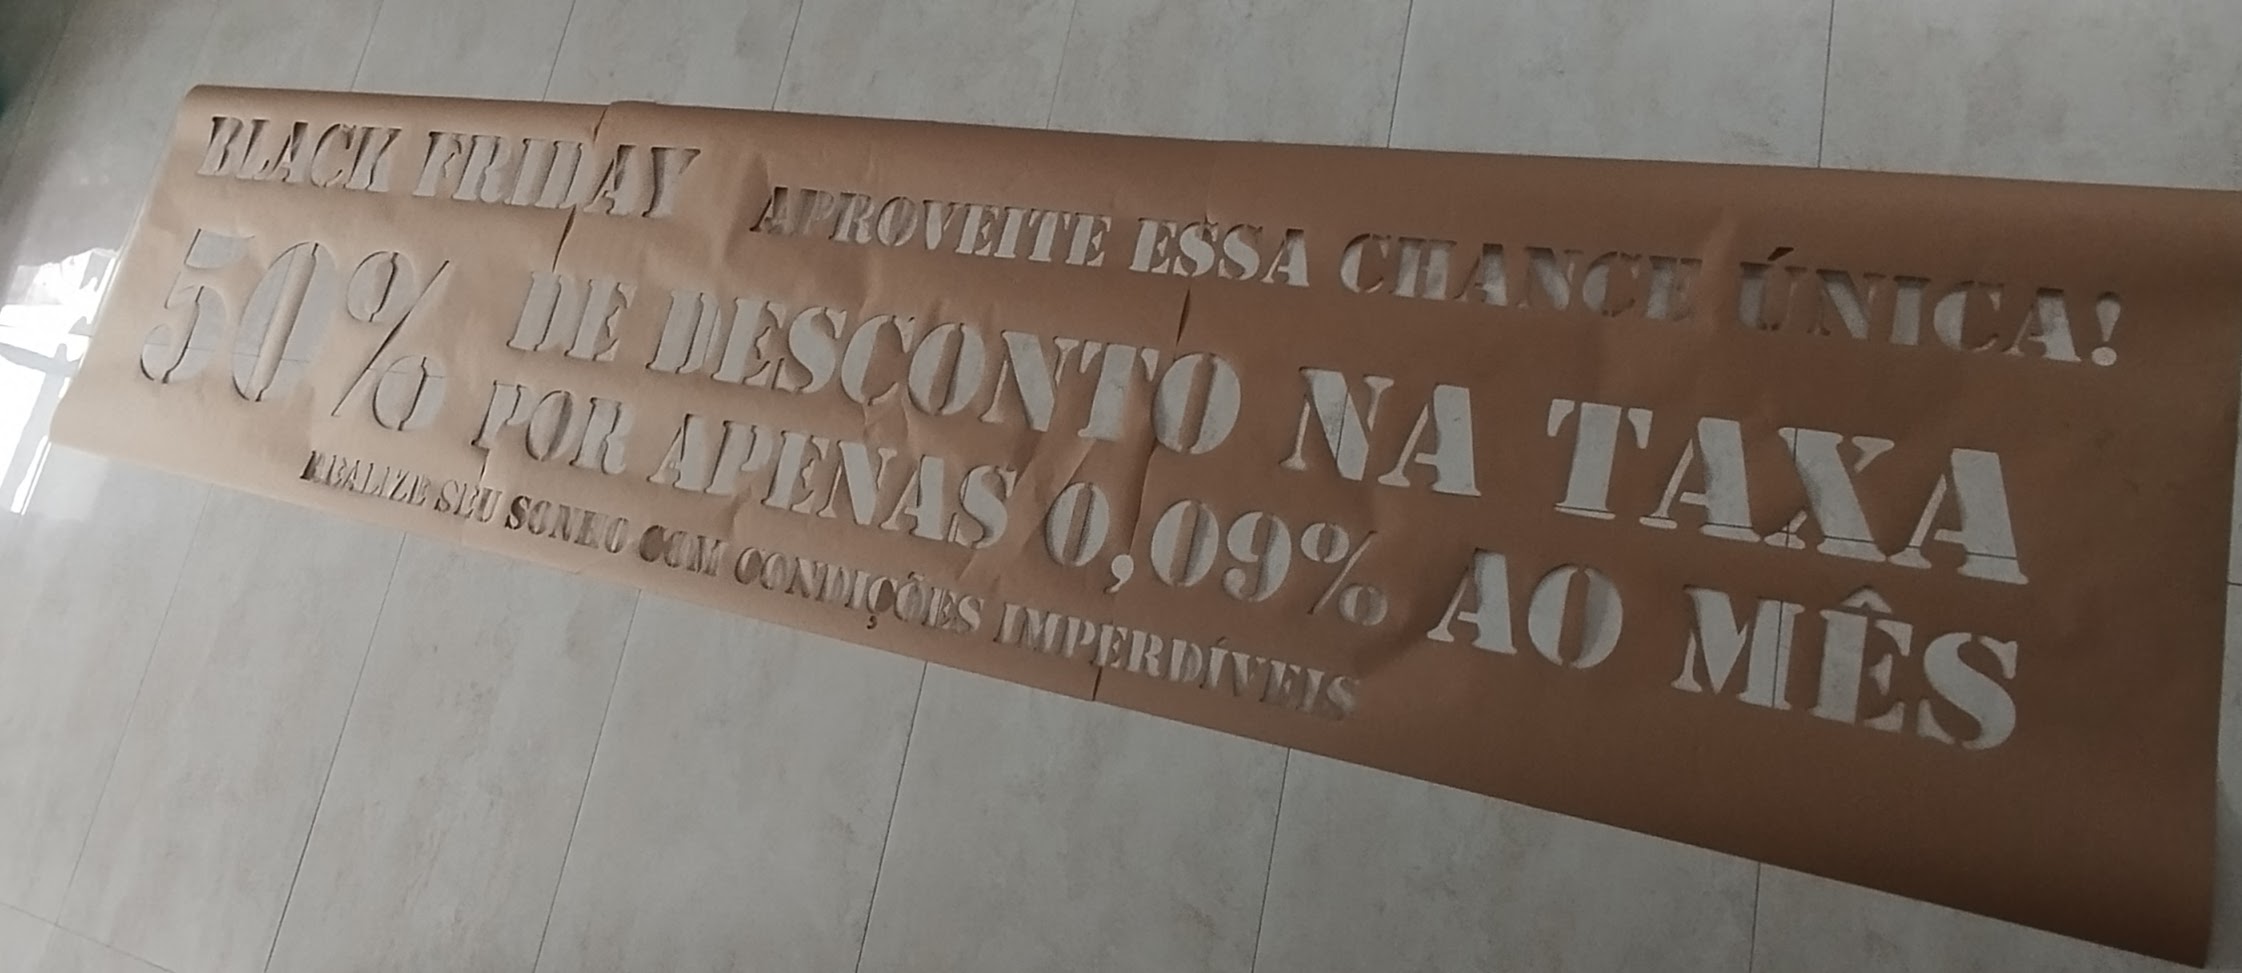 BLACK FRIDAY APROVEITE ESSA CHANCE ÚNICA!
50% DE DESCONTO NA TAXA
POR APENAS 0,09% AO MÊS
REALIZE SEU SONHO COM CONDIÇÕES IMPERDÍVEIS